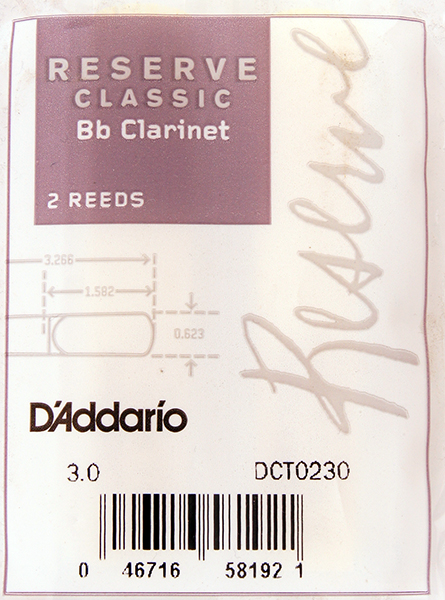 RESERVE
CLASSIC
Bb Clarinet
2 REEDS
Reserve
3.266
1.582
0.623
D'Addario
3.0 DCT0230
0 46716 58192 1